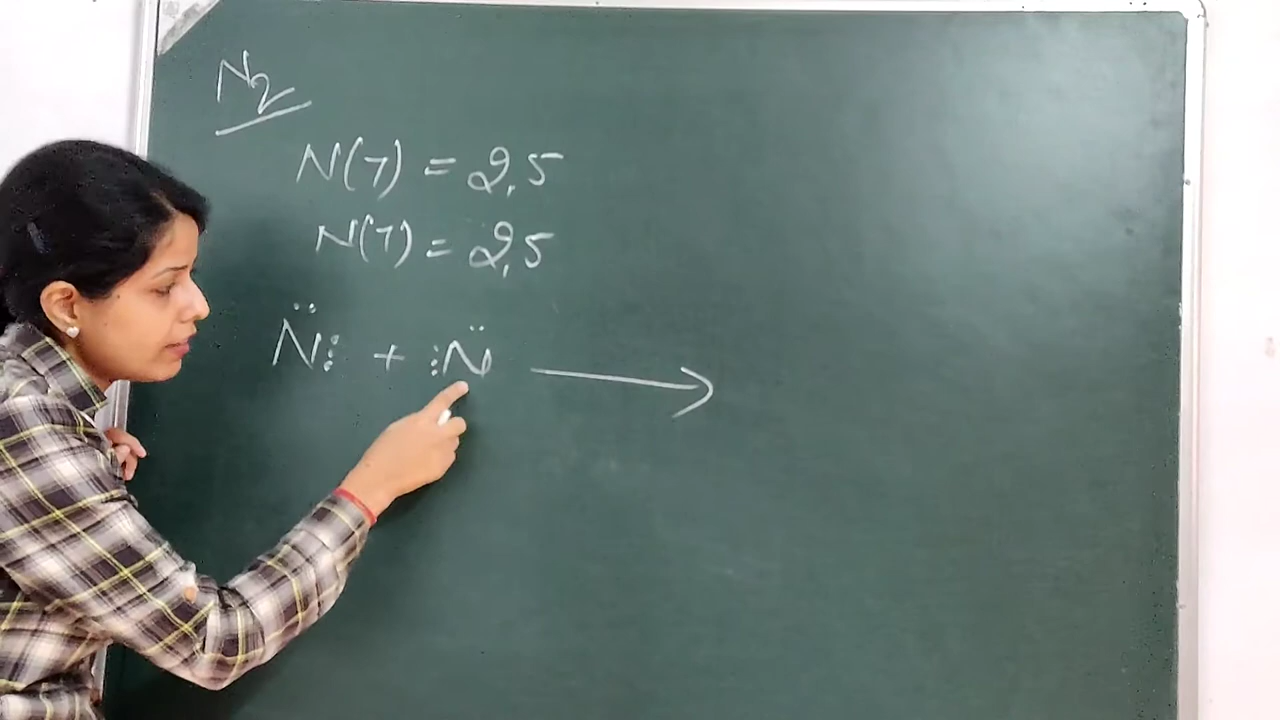 N₂
N(7) = 2,5
N(7) = 2,5
N̈⋮ + ⋮N̈ ⟶